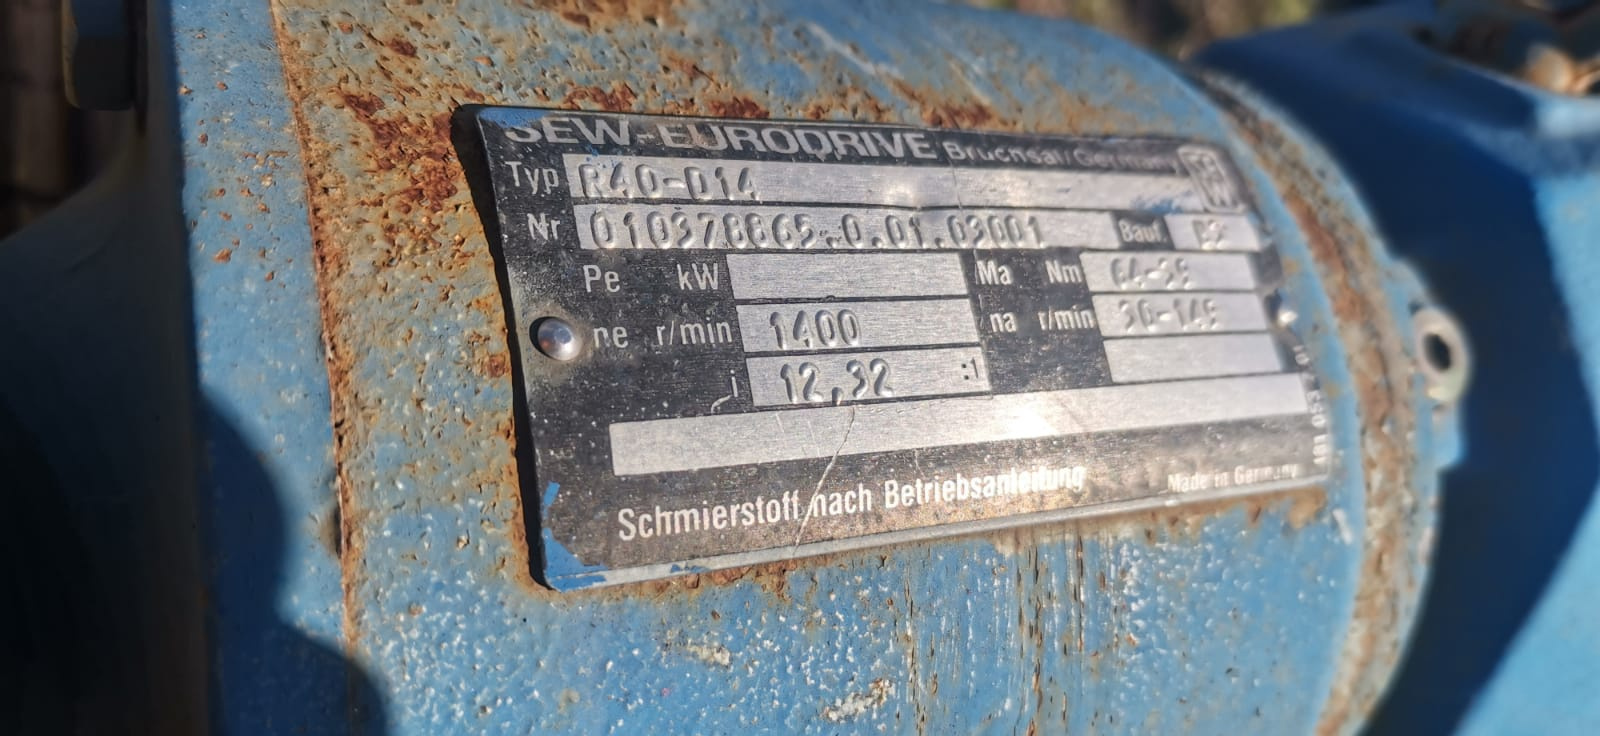 SEW-EURODRIVE Bruchsal/Germany
Typ R40-D14
Nr 010378865.0.01.03001 Bauf.
Pe kW Ma Nm
ne r/min 1400 na r/min
i 12,32 :1
Schmierstoff nach Betriebsanleitung
Made in Germany